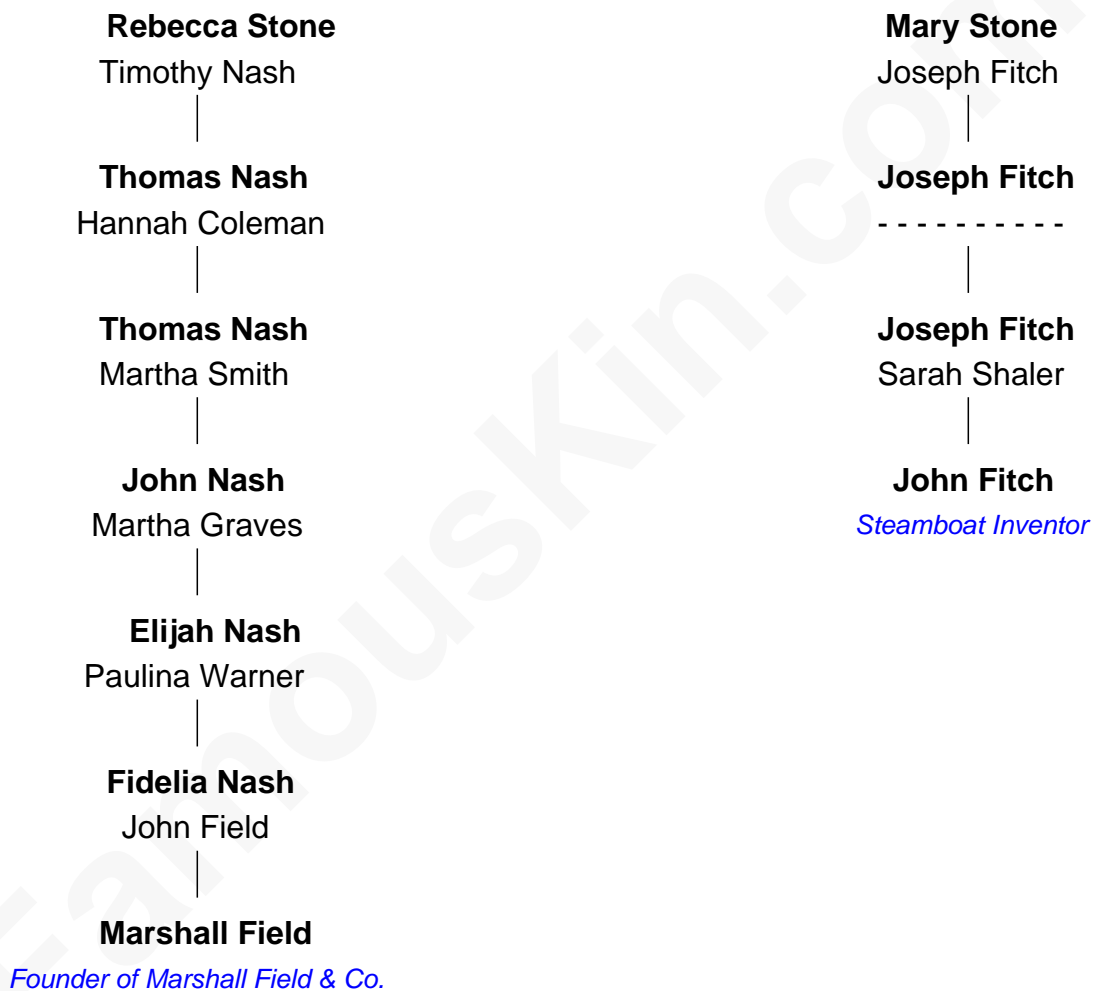 Rebecca Stone
Timothy Nash
Thomas Nash
Hannah Coleman
Thomas Nash
Martha Smith
John Nash
Martha Graves
Elijah Nash
Paulina Warner
Fidelia Nash
John Field
Marshall Field
Founder of Marshall Field & Co.
Mary Stone
Joseph Fitch
Joseph Fitch
- - - - - - - - - -
Joseph Fitch
Sarah Shaler
John Fitch
Steamboat Inventor
FamousKin.com